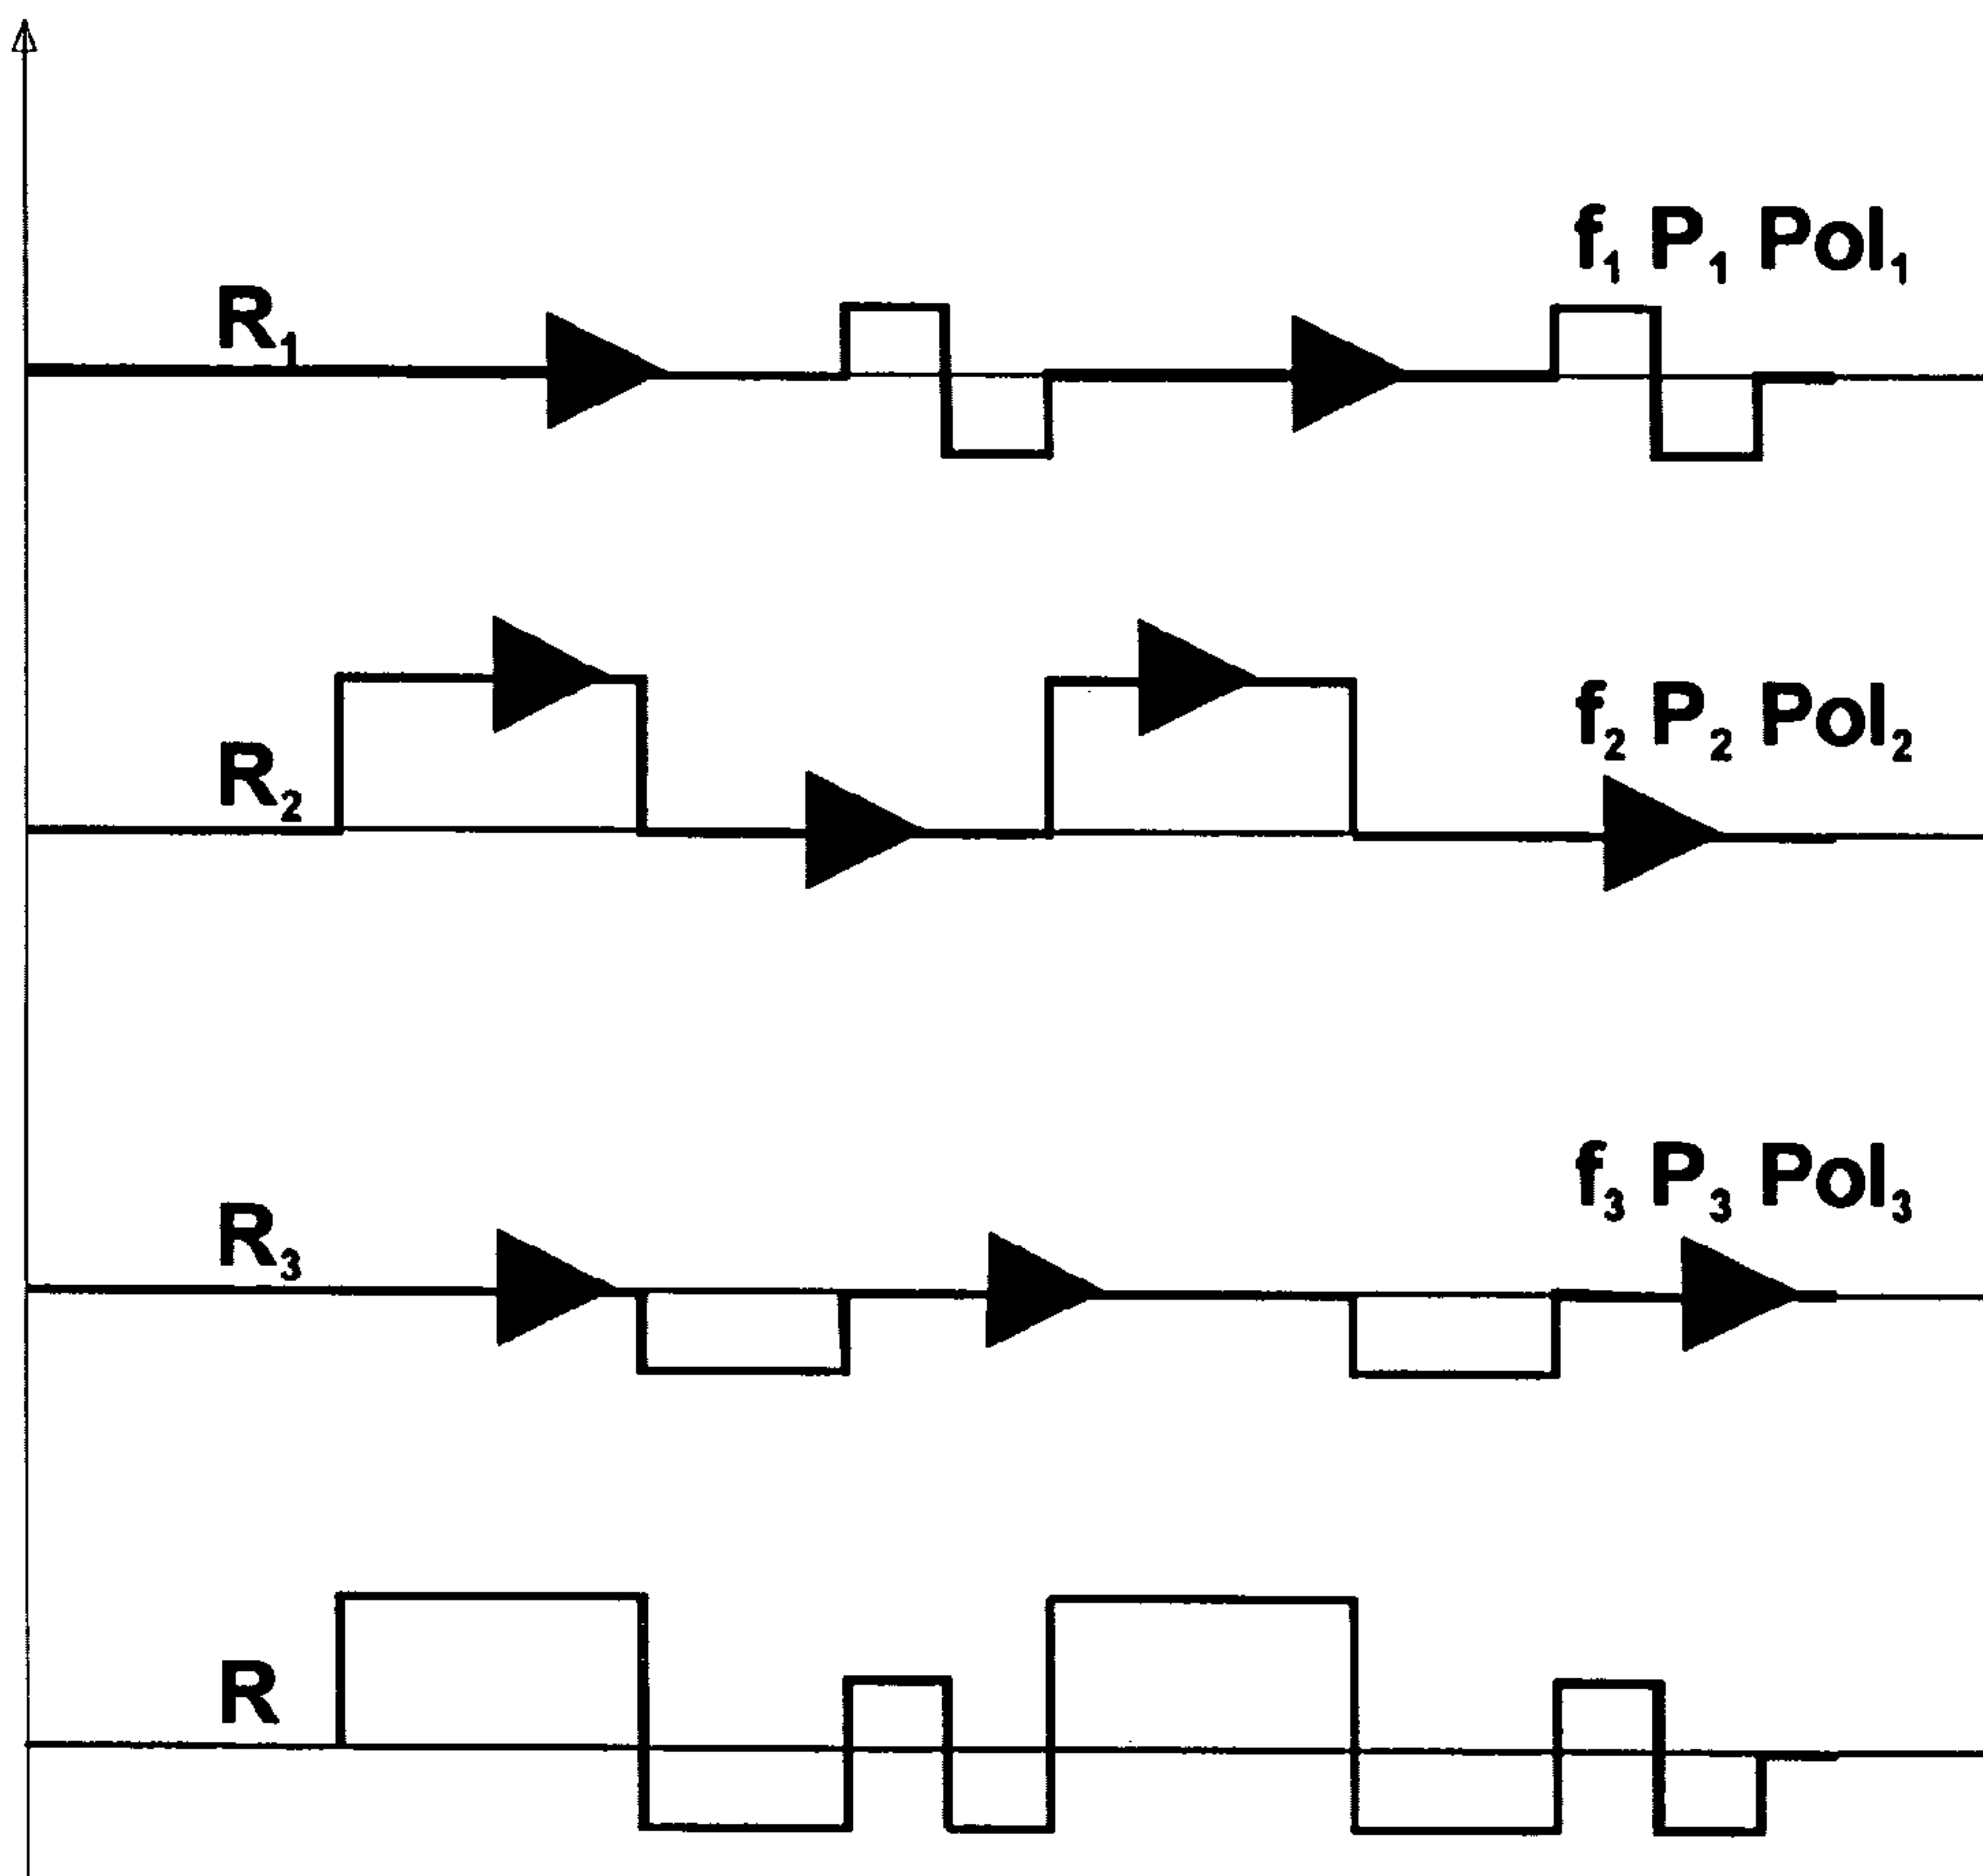 f₁ P₁ Pol₁
R₁
f₂ P₂ Pol₂
R₂
f₃ P₃ Pol₃
R₃
R